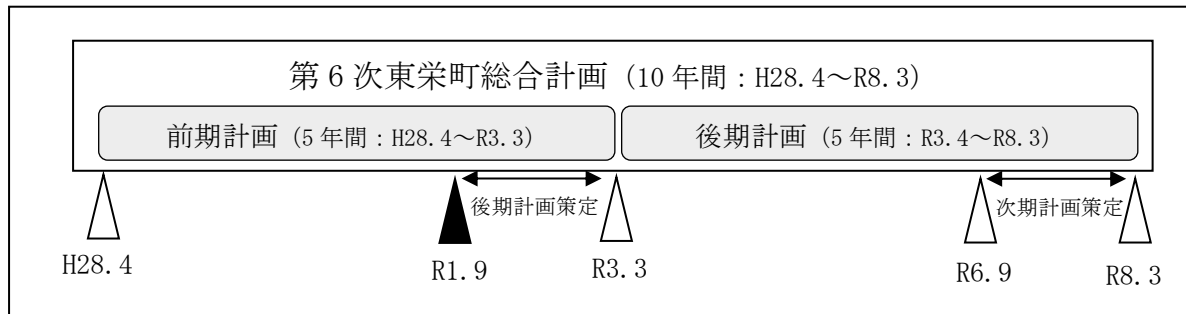 第6次東栄町総合計画（10年間：H28.4～R8.3）
前期計画（5年間：H28.4～R3.3）
後期計画（5年間：R3.4～R8.3）
後期計画策定
次期計画策定
H28.4
R1.9
R3.3
R6.9
R8.3